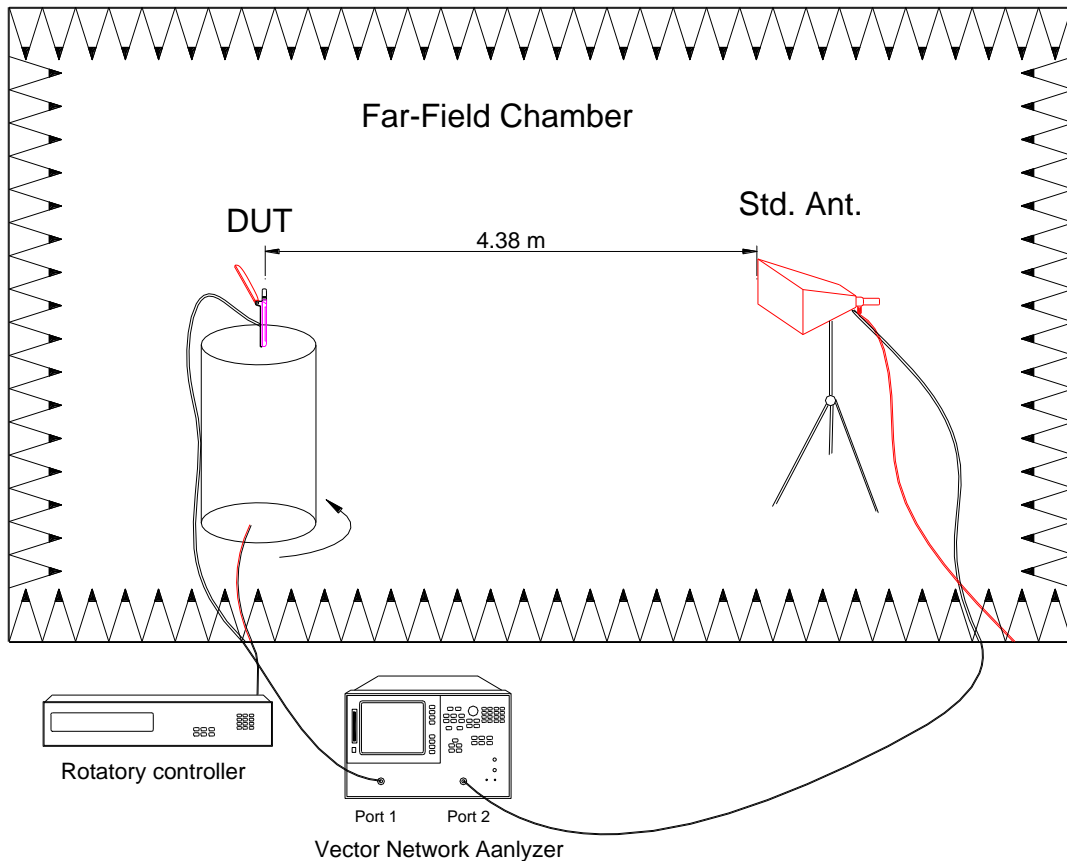 Far-Field Chamber
DUT
Std. Ant.
4.38 m
Rotatory controller
Port 1
Port 2
Vector Network Aanlyzer